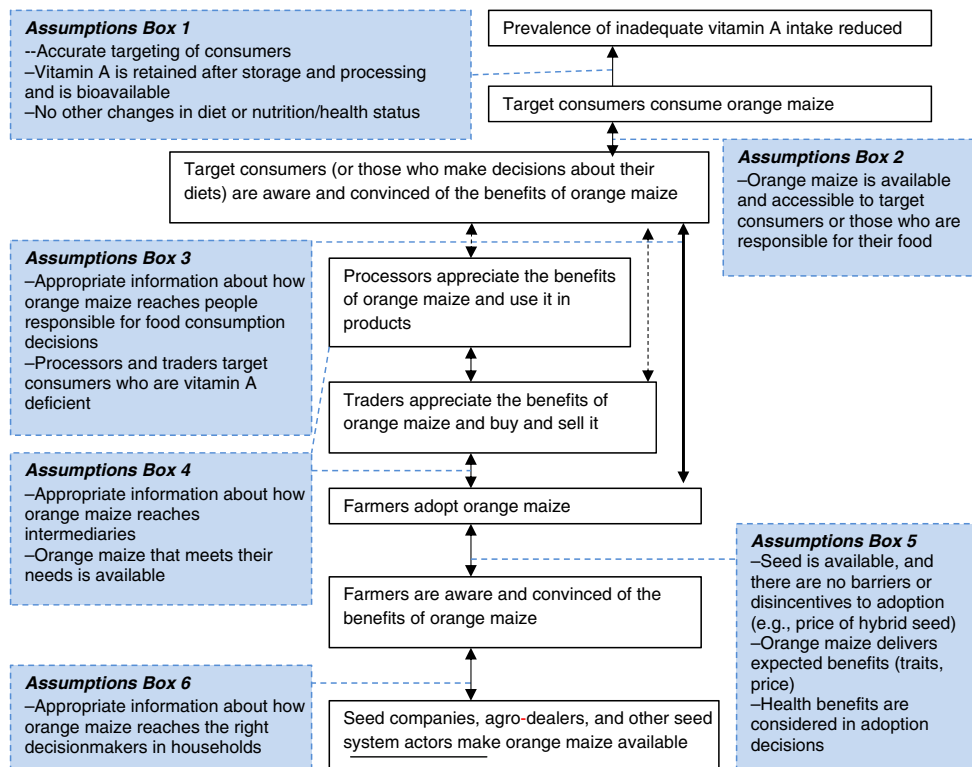 Assumptions Box 1
--Accurate targeting of consumers
–Vitamin A is retained after storage and processing
and is bioavailable
–No other changes in diet or nutrition/health status
Prevalence of inadequate vitamin A intake reduced
Target consumers consume orange maize
Target consumers (or those who make decisions about their
diets) are aware and convinced of the benefits of orange maize
Assumptions Box 2
–Orange maize is available
and accessible to target
consumers or those who are
responsible for their food
Assumptions Box 3
–Appropriate information about how
orange maize reaches people
responsible for food consumption
decisions
–Processors and traders target
consumers who are vitamin A
deficient
Processors appreciate the benefits
of orange maize and use it in
products
Traders appreciate the benefits of
orange maize and buy and sell it
Assumptions Box 4
–Appropriate information about how
orange maize reaches
intermediaries
–Orange maize that meets their
needs is available
Farmers adopt orange maize
Assumptions Box 5
–Seed is available, and
there are no barriers or
disincentives to adoption
(e.g., price of hybrid seed)
–Orange maize delivers
expected benefits (traits,
price)
–Health benefits are
considered in adoption
decisions
Farmers are aware and convinced of the
benefits of orange maize
Assumptions Box 6
–Appropriate information about how
orange maize reaches the right
decisionmakers in households
Seed companies, agro-dealers, and other seed
system actors make orange maize available